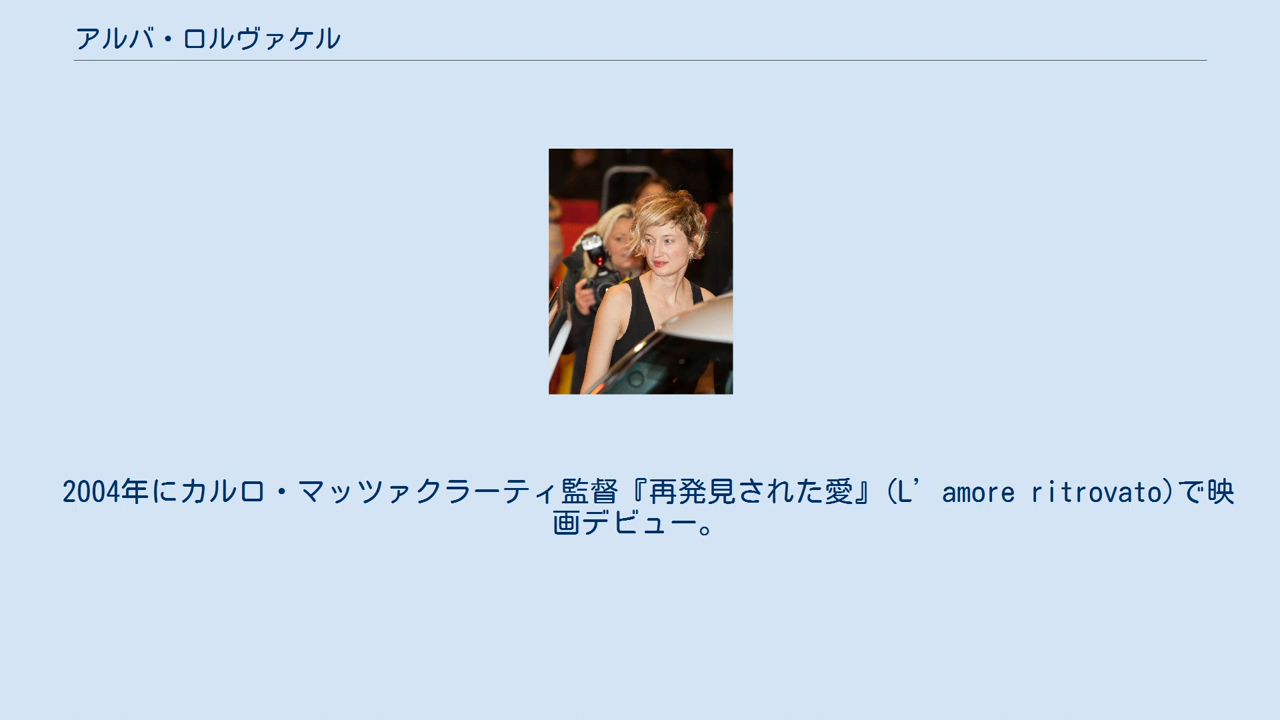 アルバ・ロルヴァケル
2004年にカルロ・マッツァクラーティ監督『再発見された愛』(L’amore ritrovato)で映
画デビュー。